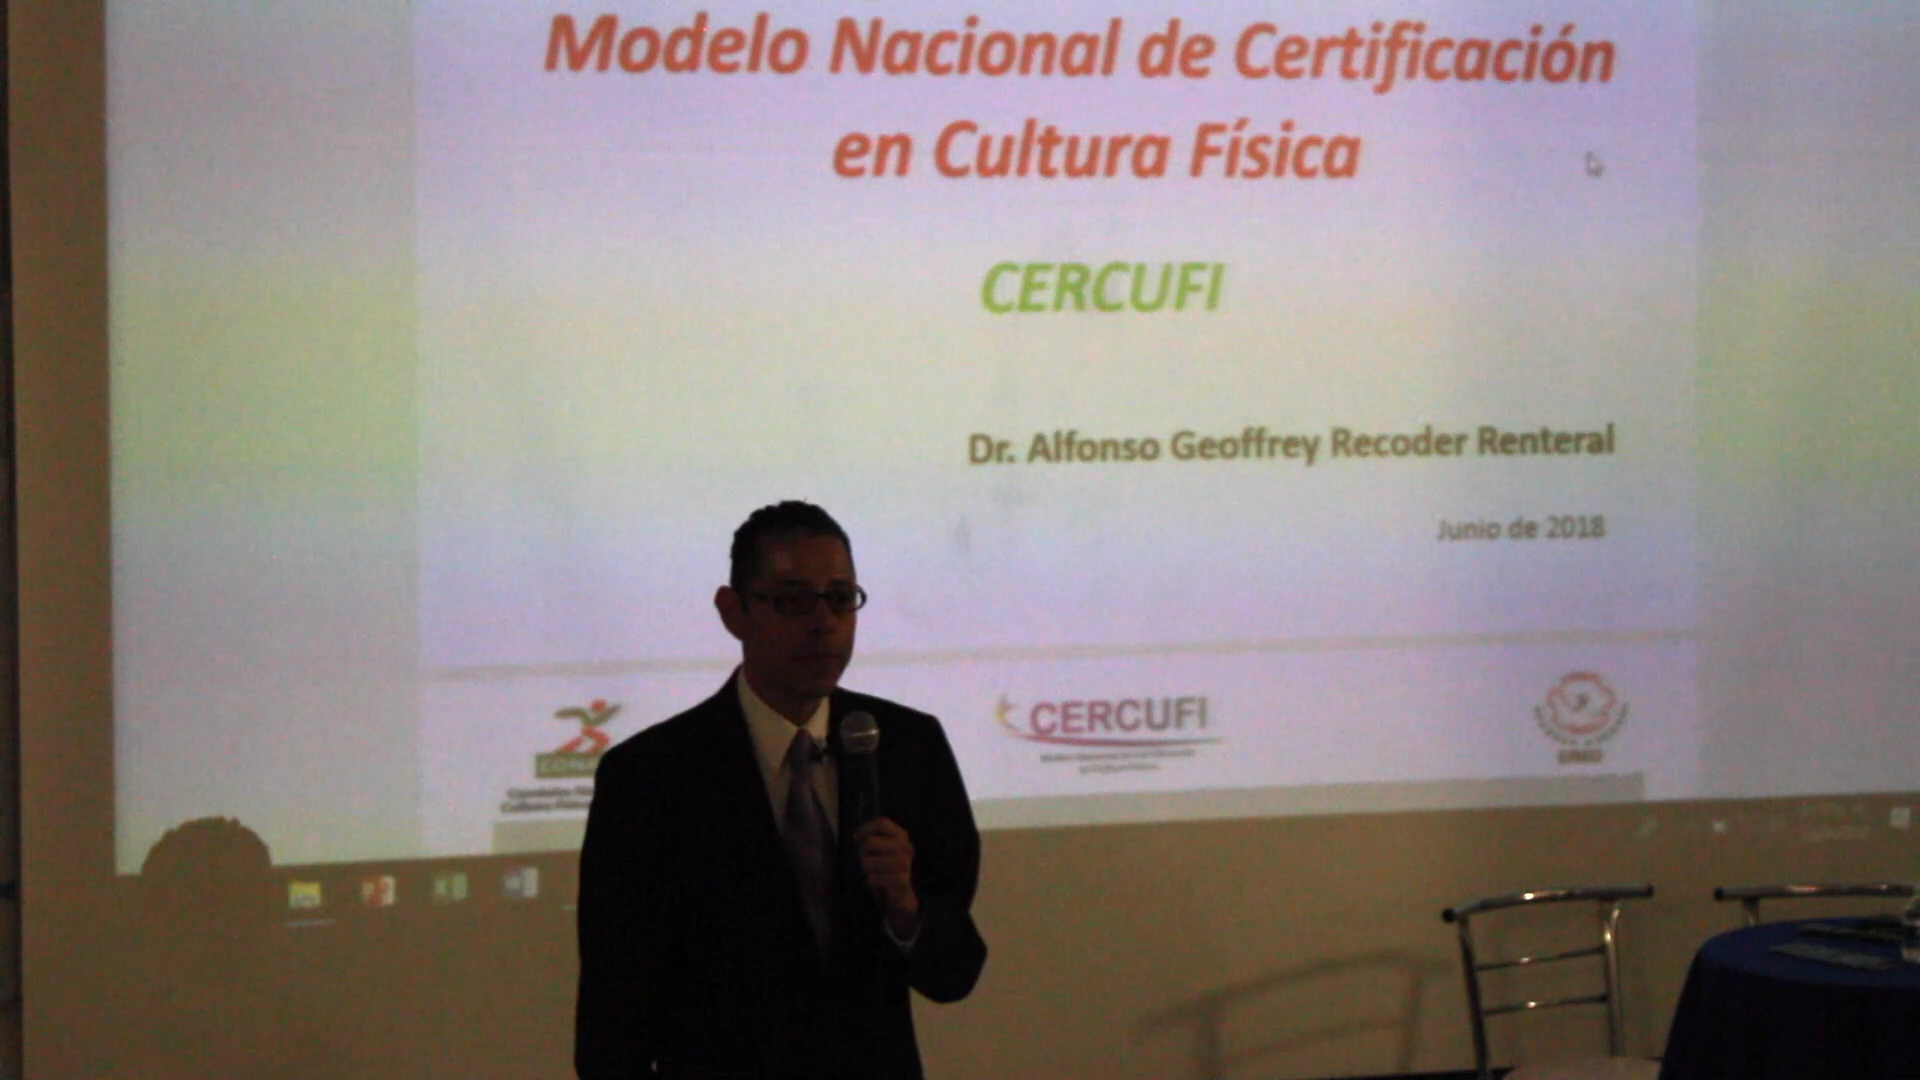 Modelo Nacional de Certificación
en Cultura Física
CERCUFI
Dr. Alfonso Geoffrey Recoder Renteral
Junio de 2018
CERCUFI